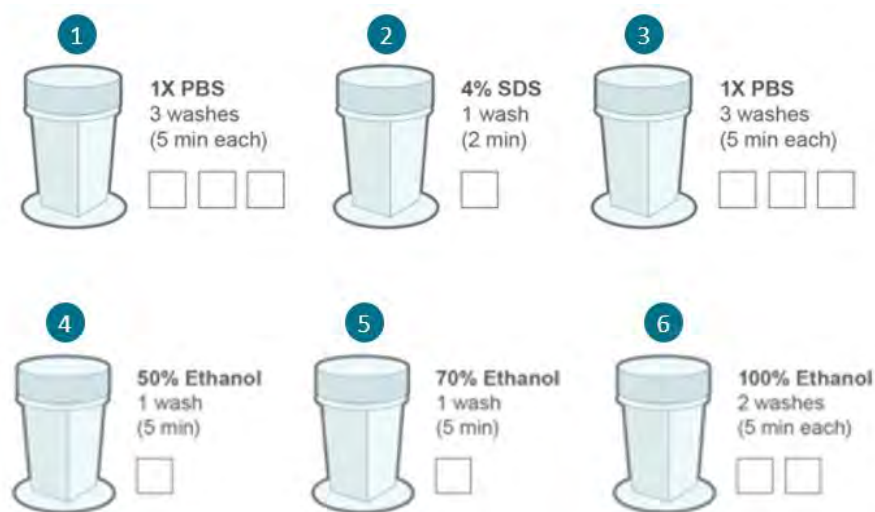 1
1X PBS
3 washes
(5 min each)
2
4% SDS
1 wash
(2 min)
3
1X PBS
3 washes
(5 min each)
4
50% Ethanol
1 wash
(5 min)
5
70% Ethanol
1 wash
(5 min)
6
100% Ethanol
2 washes
(5 min each)